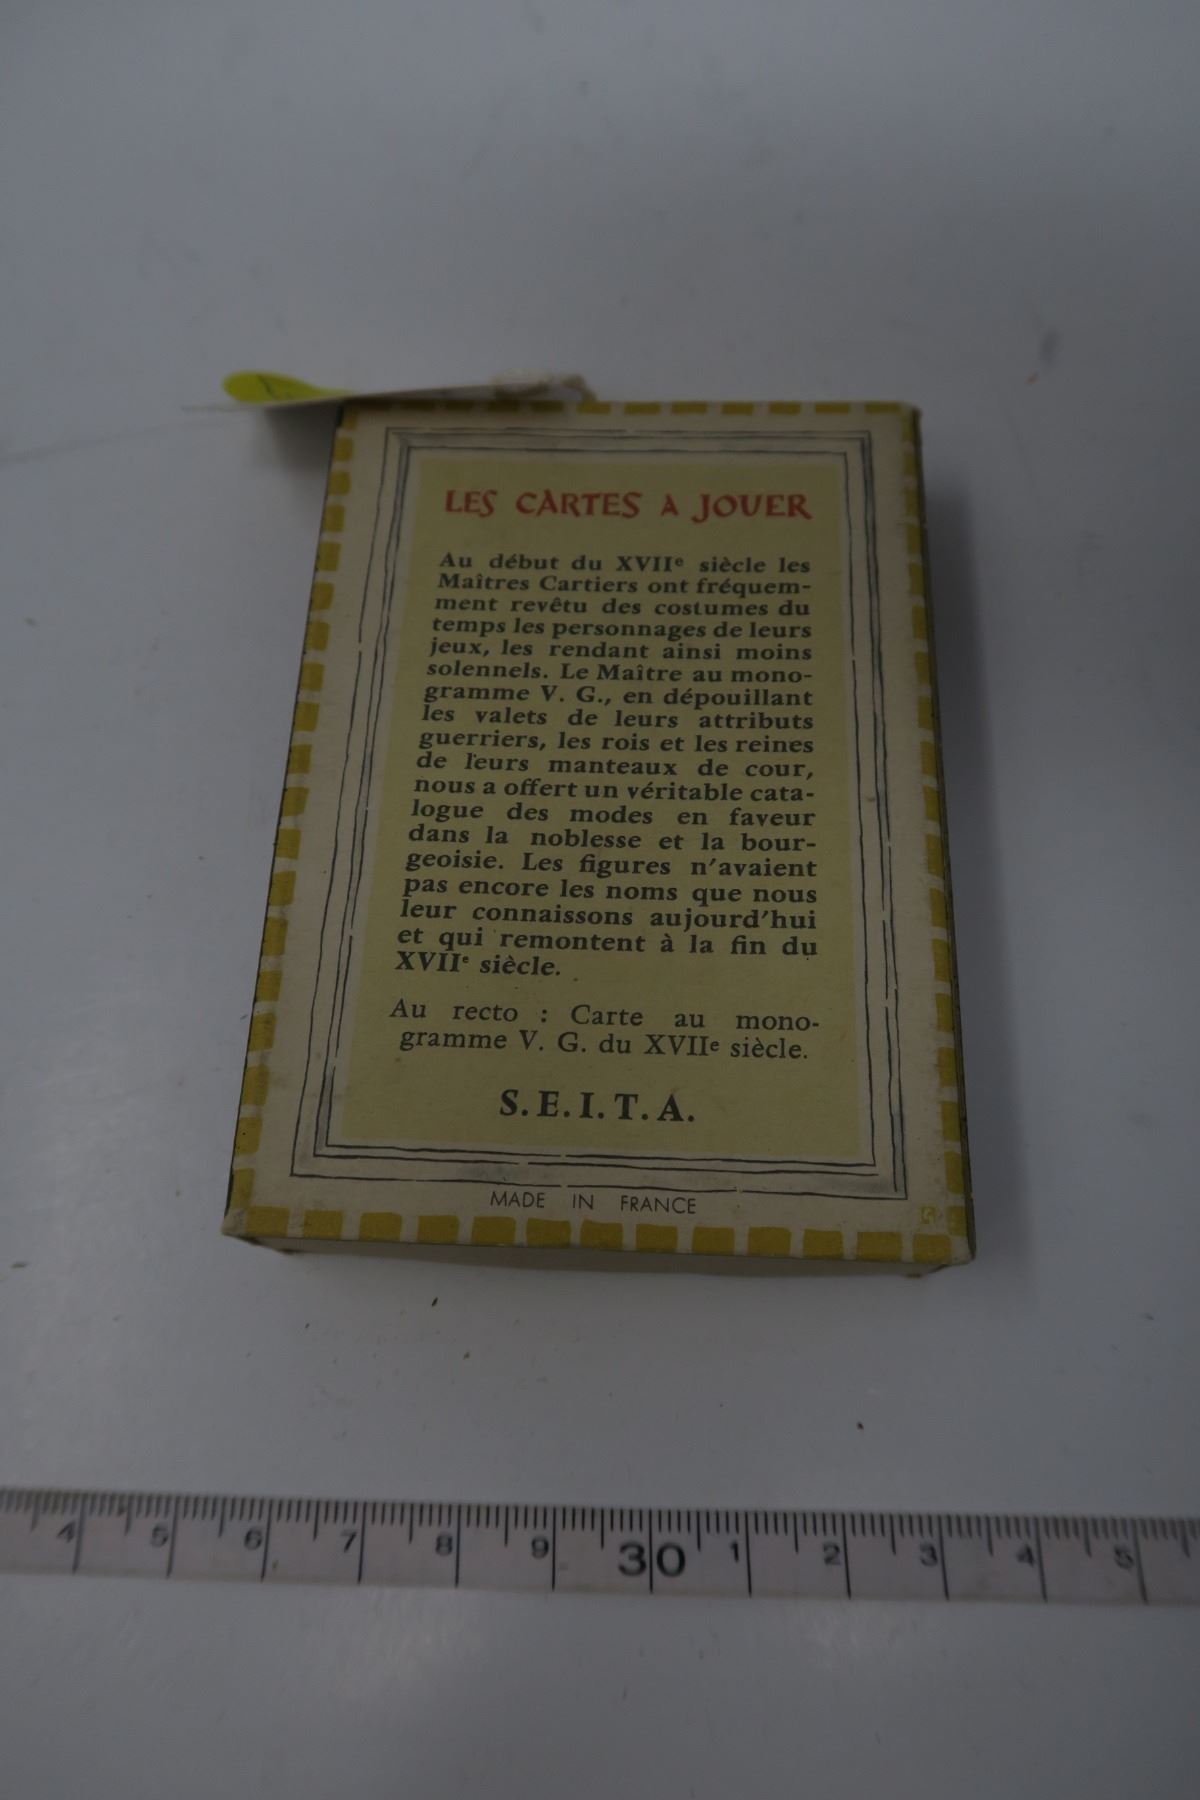 LES CARTES A JOUER
Au début du XVIIe siècle les
Maîtres Cartiers ont fréquem-
ment revêtu des costumes du
temps les personnages de leurs
jeux, les rendant ainsi moins
solennels. Le Maître au mono-
gramme V. G., en dépouillant
les valets de leurs attributs
guerriers, les rois et les reines
de leurs manteaux de cour,
nous a offert un véritable cata-
logue des modes en faveur
dans la noblesse et la bour-
geoisie. Les figures n'avaient
pas encore les noms que nous
leur connaissons aujourd'hui
et qui remontent à la fin du
XVIIe siècle.
Au recto : Carte au mono-
gramme V. G. du XVIIe siècle.
S. E. I. T. A.
MADE IN FRANCE
4 5 6 7 8 9 30 1 2 3 4 5